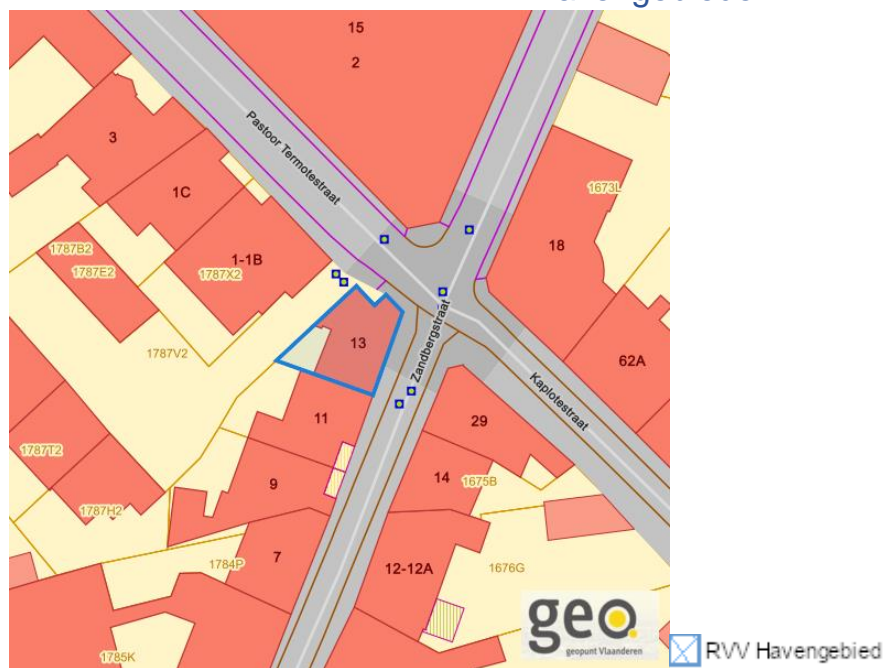 15
2
Pastoor Termotestraat
3
1C
1673L
18
1787B2
1787E2
1-1B
1787X2
Zandbergstraat
13
1787V2
62A
Kaplotestraat
11
29
1787T2
9
14
1675B
1787H2
7
1784P
12-12A
1676G
geo.
geopunt Vlaanderen
1785K
RVV Havengebied